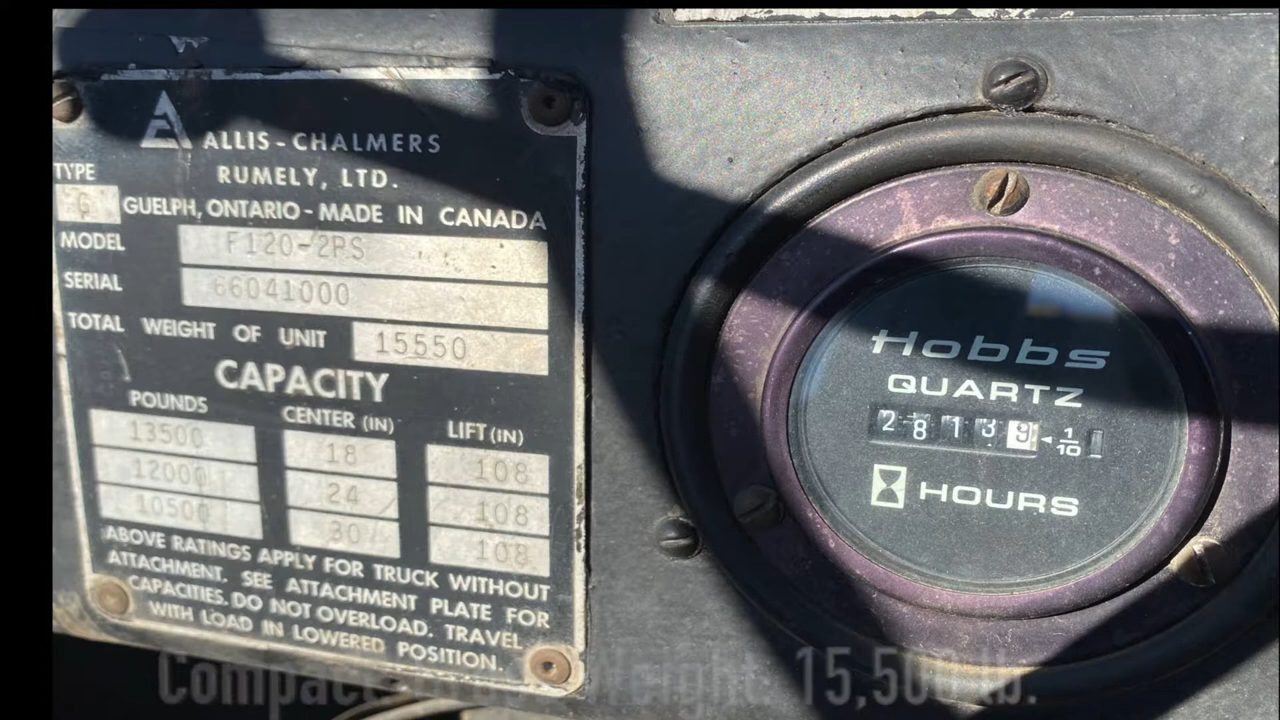 ALLIS-CHALMERS
RUMELY, LTD.
TYPE
G GUELPH, ONTARIO - MADE IN CANADA
MODEL F120-2PS
SERIAL 66041000
TOTAL WEIGHT OF UNIT 15550
CAPACITY
POUNDS CENTER (IN) LIFT (IN)
13500 18 108
12000 24 108
10500 30 108
ABOVE RATINGS APPLY FOR TRUCK WITHOUT
ATTACHMENT. SEE ATTACHMENT PLATE FOR
CAPACITIES. DO NOT OVERLOAD. TRAVEL
WITH LOAD IN LOWERED POSITION.
Hobbs
QUARTZ
2 8 1 3 9 1/10
HOURS
Compact Weight: 15,500 lb.